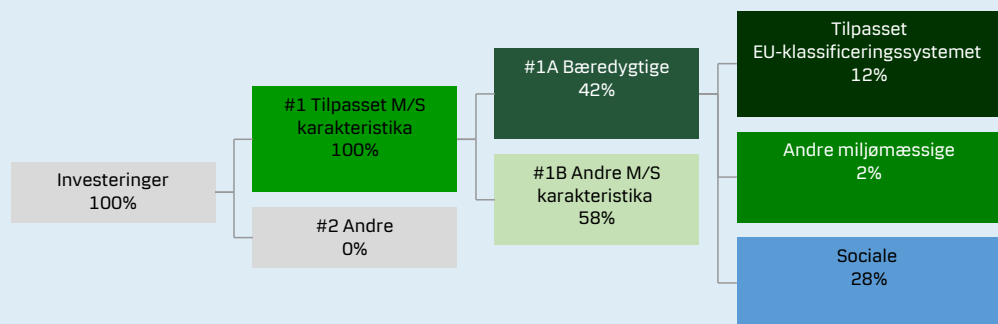 Investeringer
100%
#1 Tilpasset M/S
karakteristika
100%
#2 Andre
0%
#1A Bæredygtige
42%
#1B Andre M/S
karakteristika
58%
Tilpasset
EU-klassificeringssystemet
12%
Andre miljømæssige
2%
Sociale
28%